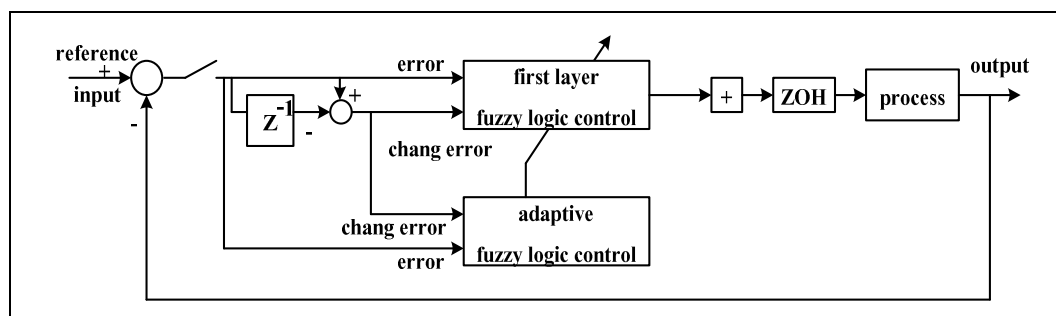 reference
+
input
-
error
+
Z-1
-
chang error
first layer
fuzzy logic control
+
ZOH
process
output
chang error
error
adaptive
fuzzy logic control